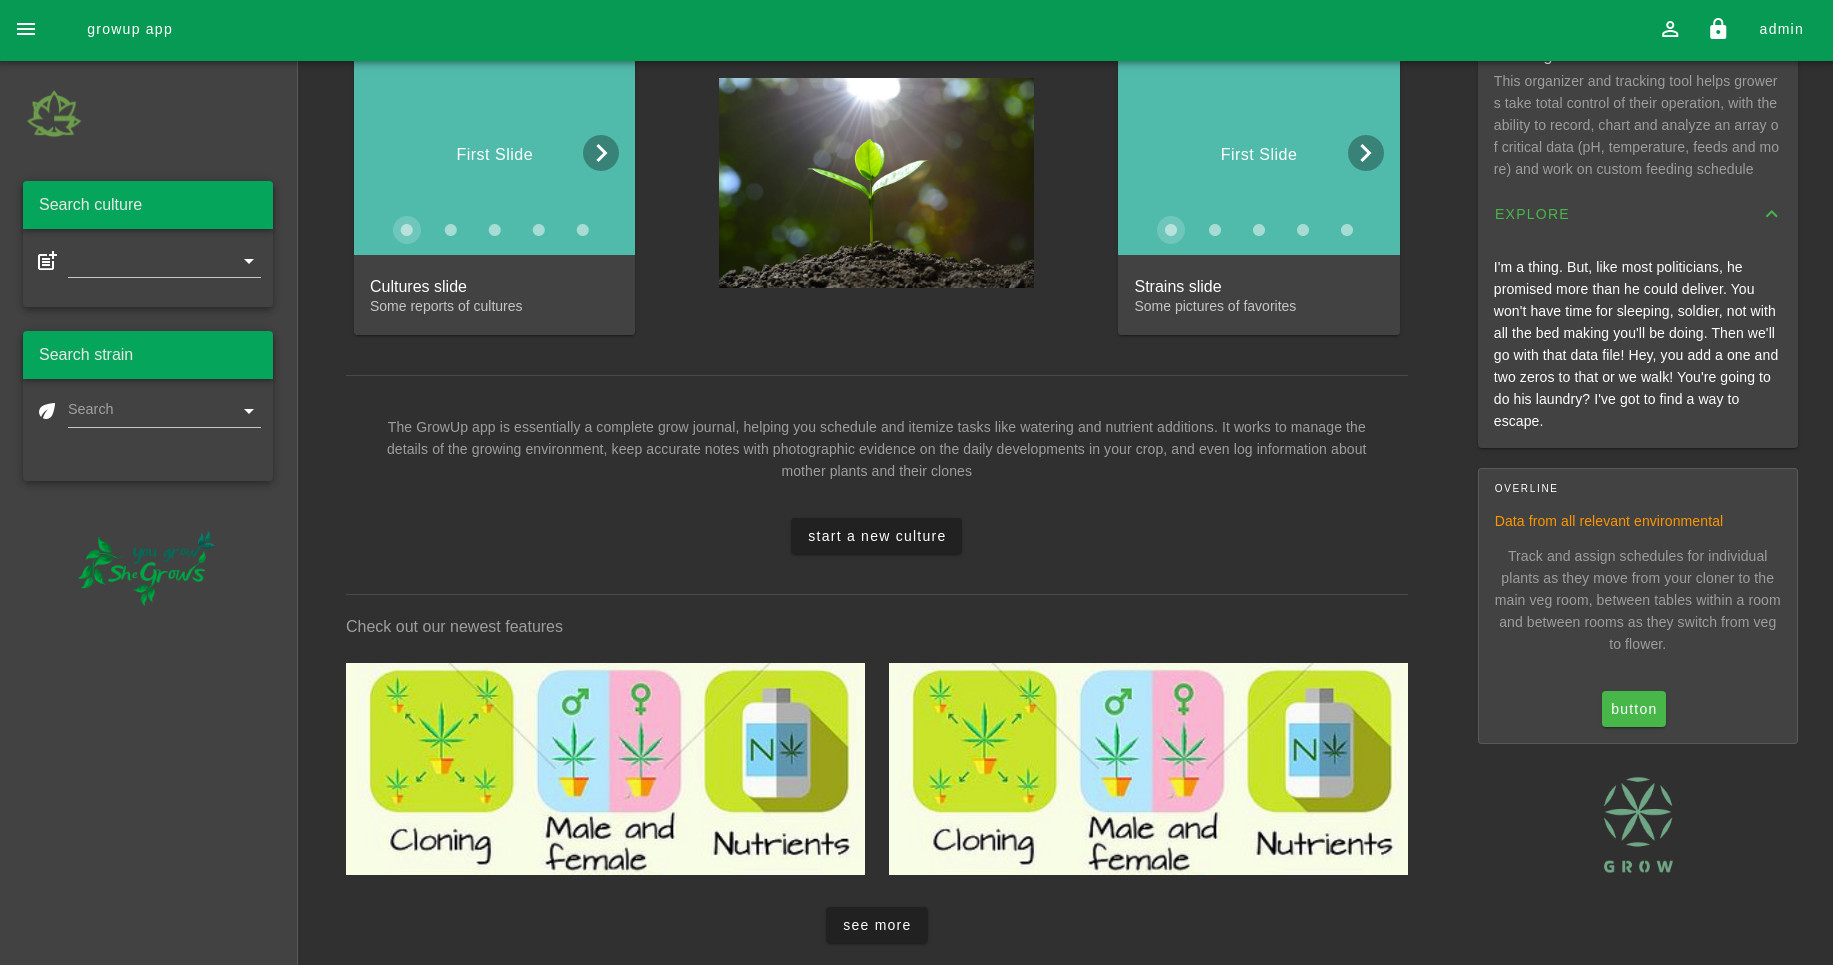 growup app
admin
Search culture
Search strain
Search
you grow
She Grows
First Slide
Cultures slide
Some reports of cultures
First Slide
Strains slide
Some pictures of favorites
The GrowUp app is essentially a complete grow journal, helping you schedule and itemize tasks like watering and nutrient additions. It works to manage the
details of the growing environment, keep accurate notes with photographic evidence on the daily developments in your crop, and even log information about
mother plants and their clones
start a new culture
Check out our newest features
Cloning
Male and
female
N
Nutrients
Cloning
Male and
female
N
Nutrients
see more
This organizer and tracking tool helps grower
s take total control of their operation, with the
ability to record, chart and analyze an array o
f critical data (pH, temperature, feeds and mo
re) and work on custom feeding schedule
EXPLORE
I'm a thing. But, like most politicians, he
promised more than he could deliver. You
won't have time for sleeping, soldier, not with
all the bed making you'll be doing. Then we'll
go with that data file! Hey, you add a one and
two zeros to that or we walk! You're going to
do his laundry? I've got to find a way to
escape.
OVERLINE
Data from all relevant environmental
Track and assign schedules for individual
plants as they move from your cloner to the
main veg room, between tables within a room
and between rooms as they switch from veg
to flower.
button
GROW